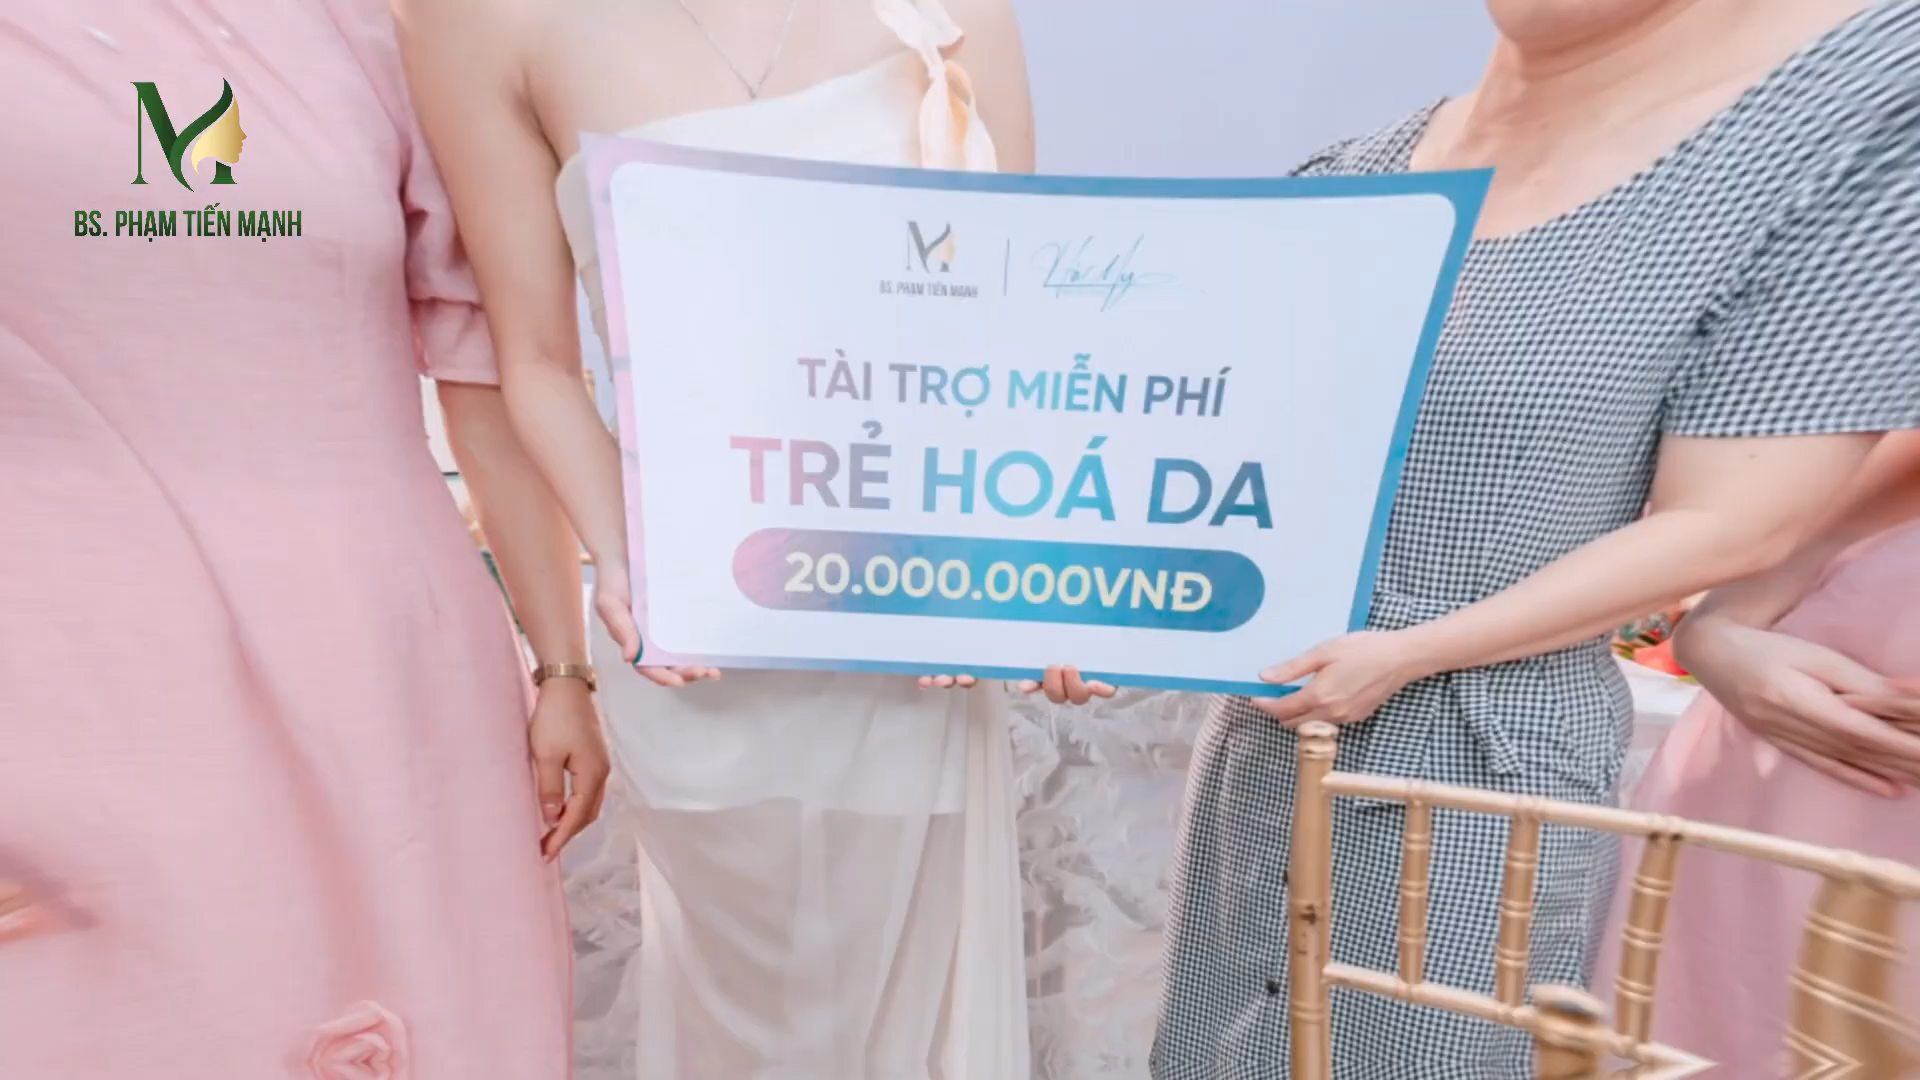 BS. PHẠM TIẾN MẠNH
BS. PHẠM TIẾN MẠNH
TÀI TRỢ MIỄN PHÍ
TRẺ HOÁ DA
20.000.000VNĐ